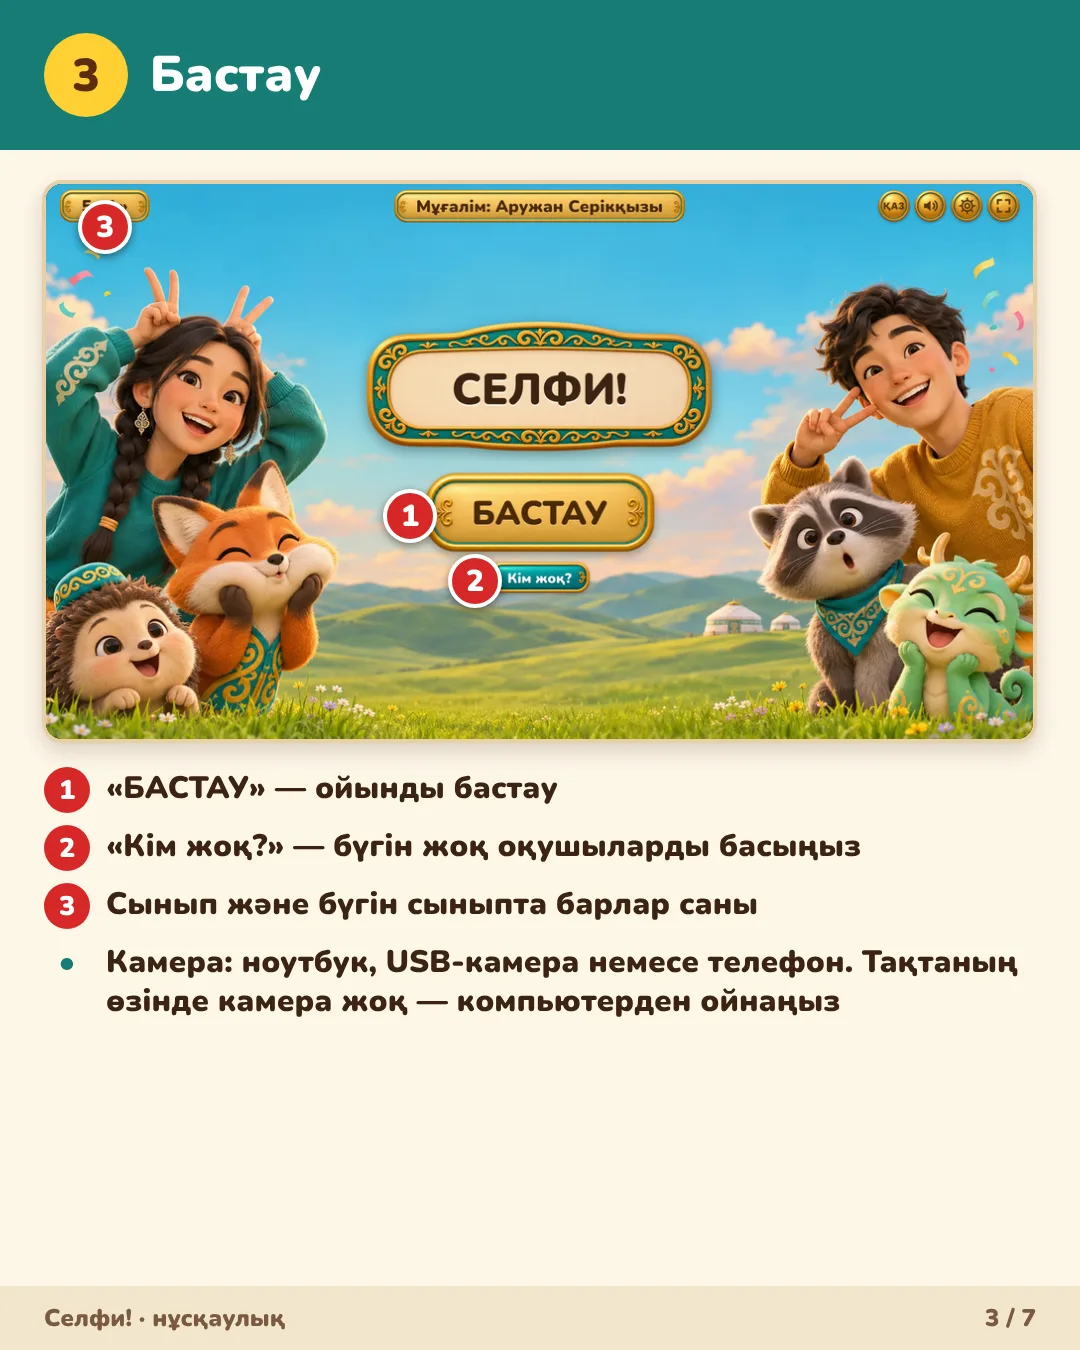 3 Бастау
3
Мұғалім: Аружан Серікқызы
ҚАЗ
СЕЛФИ!
1
БАСТАУ
2
Кім жоқ?
1 «БАСТАУ» — ойынды бастау
2 «Кім жоқ?» — бүгін жоқ оқушыларды басыңыз
3 Сынып және бүгін сыныпта барлар саны
• Камера: ноутбук, USB-камера немесе телефон. Тақтаның
өзінде камера жоқ — компьютерден ойнаңыз
Селфи! · нұсқаулық
3 / 7